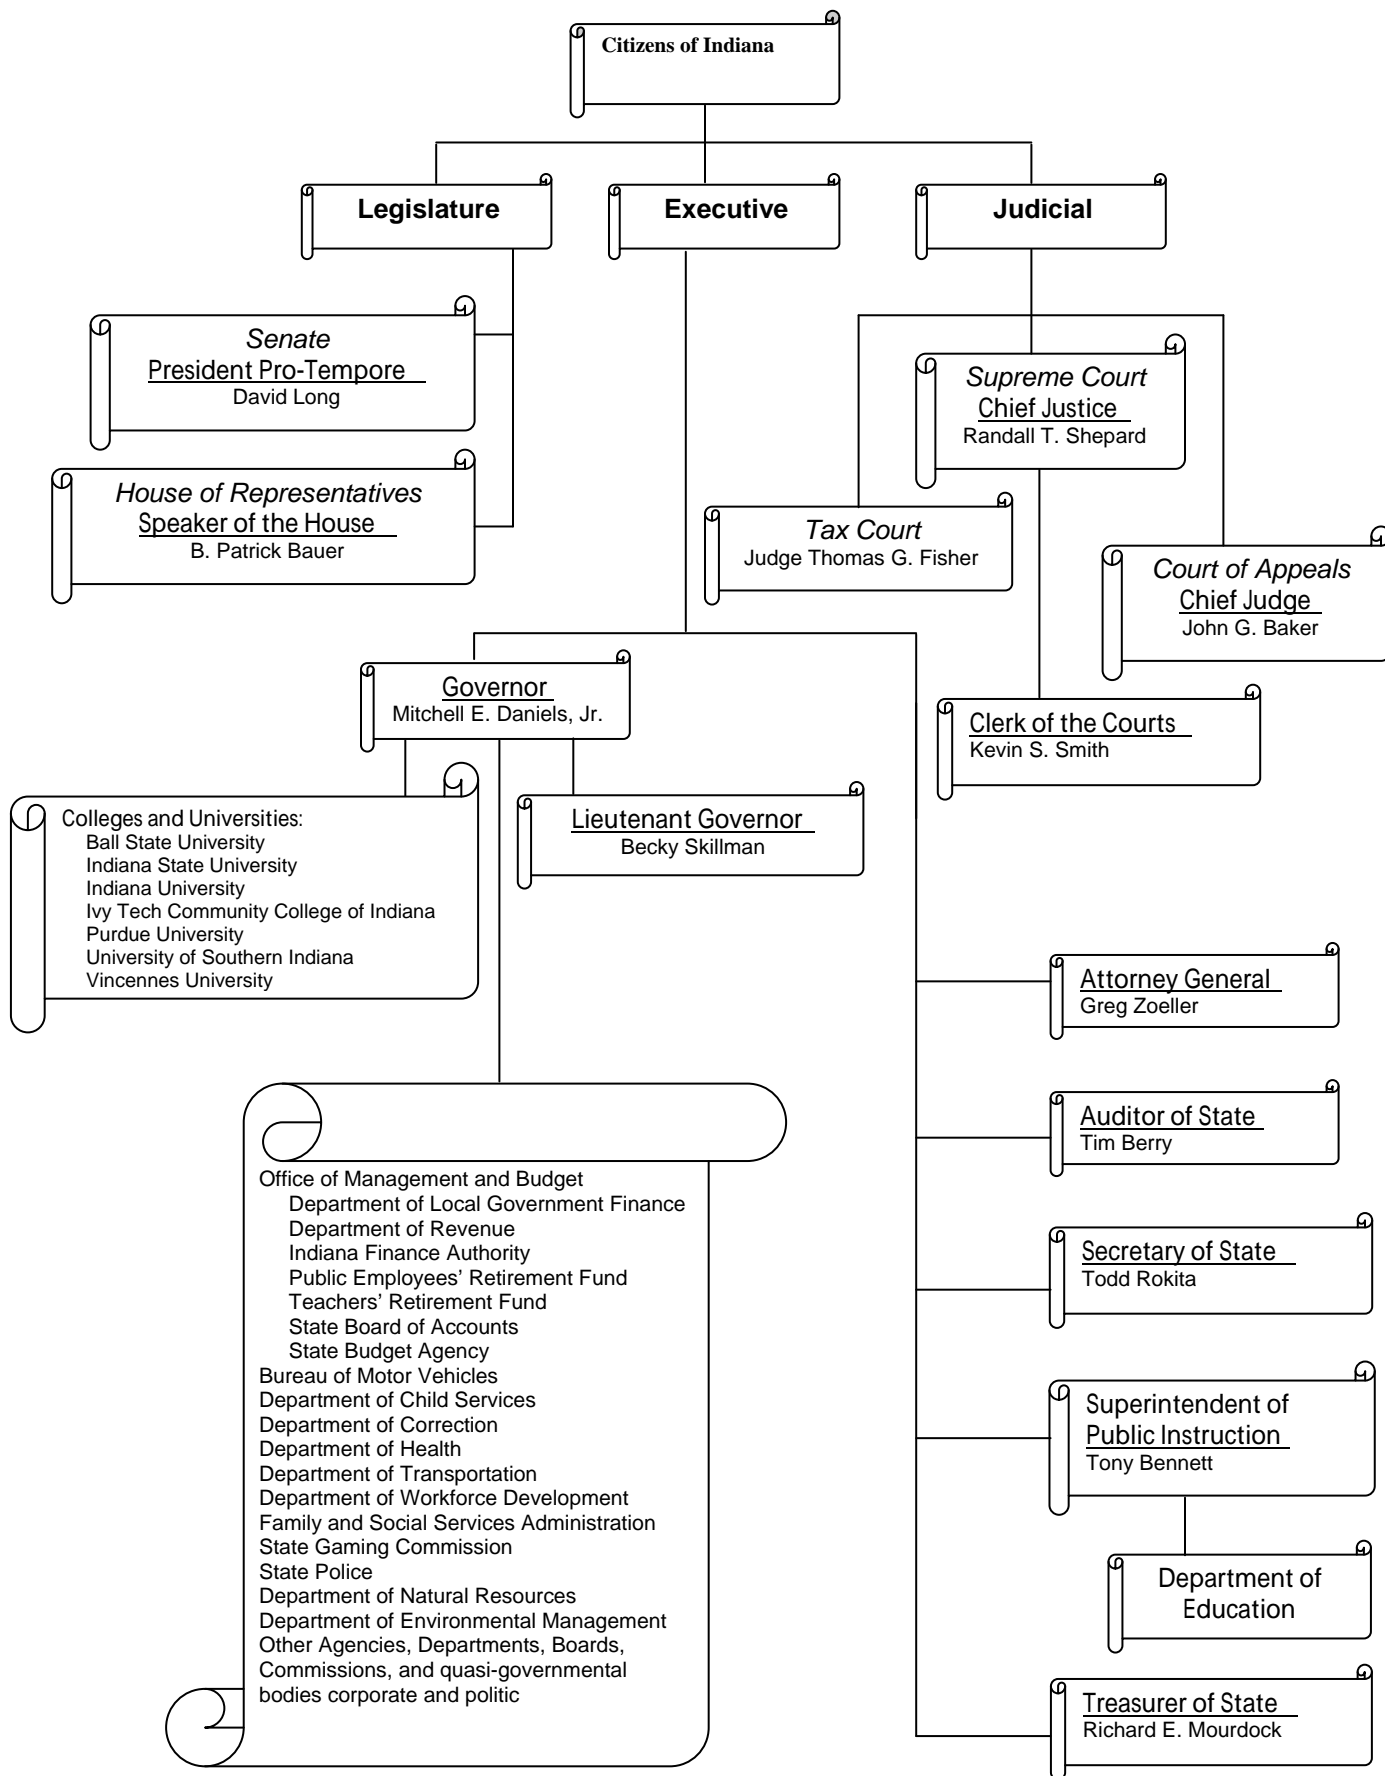 Citizens of Indiana
Legislature
Executive
Judicial
Senate
President Pro-Tempore
David Long
House of Representatives
Speaker of the House
B. Patrick Bauer
Supreme Court
Chief Justice
Randall T. Shepard
Tax Court
Judge Thomas G. Fisher
Court of Appeals
Chief Judge
John G. Baker
Clerk of the Courts
Kevin S. Smith
Governor
Mitchell E. Daniels, Jr.
Colleges and Universities:
Ball State University
Indiana State University
Indiana University
Ivy Tech Community College of Indiana
Purdue University
University of Southern Indiana
Vincennes University
Lieutenant Governor
Becky Skillman
Office of Management and Budget
Department of Local Government Finance
Department of Revenue
Indiana Finance Authority
Public Employees’ Retirement Fund
Teachers’ Retirement Fund
State Board of Accounts
State Budget Agency
Bureau of Motor Vehicles
Department of Child Services
Department of Correction
Department of Health
Department of Transportation
Department of Workforce Development
Family and Social Services Administration
State Gaming Commission
State Police
Department of Natural Resources
Department of Environmental Management
Other Agencies, Departments, Boards,
Commissions, and quasi-governmental
bodies corporate and politic
Attorney General
Greg Zoeller
Auditor of State
Tim Berry
Secretary of State
Todd Rokita
Superintendent of
Public Instruction
Tony Bennett
Department of
Education
Treasurer of State
Richard E. Mourdock